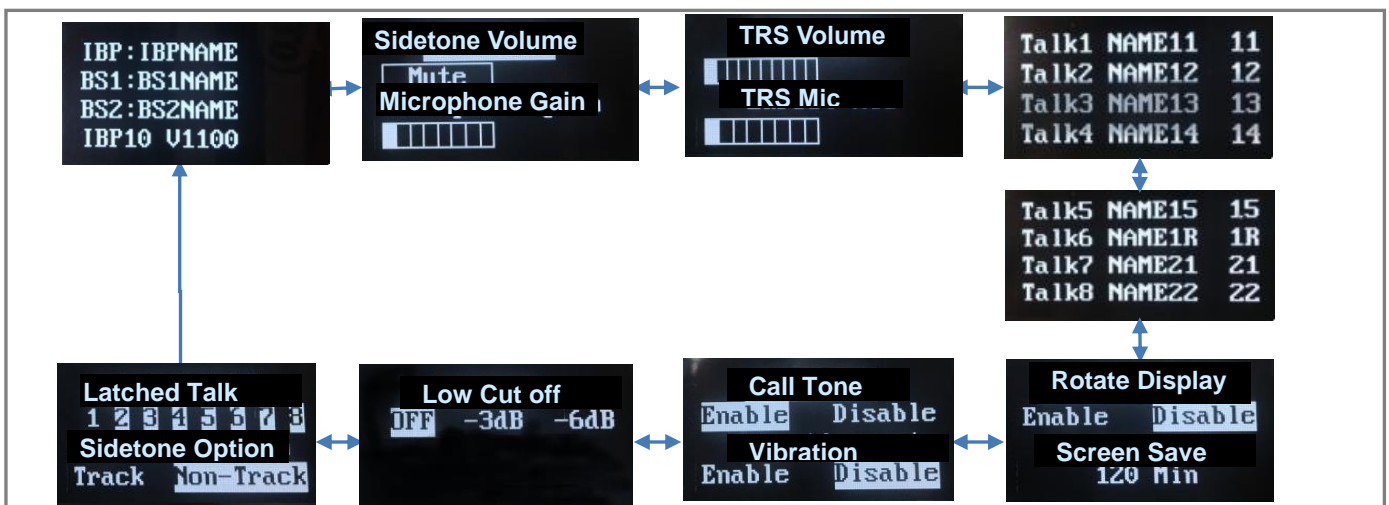 IBP:IBPNAME
BS1:BS1NAME
BS2:BS2NAME
IBP10 V1100
Sidetone Volume
Mute
Microphone Gain
TRS Volume
TRS Mic
Talk1 NAME11 11
Talk2 NAME12 12
Talk3 NAME13 13
Talk4 NAME14 14
Talk5 NAME15 15
Talk6 NAME1R 1R
Talk7 NAME21 21
Talk8 NAME22 22
Latched Talk
1 2 3 4 5 6 7 8
Sidetone Option
Track Non-Track
Low Cut off
OFF -3dB -6dB
Call Tone
Enable Disable
Vibration
Enable Disable
Rotate Display
Enable Disable
Screen Save
120 Min